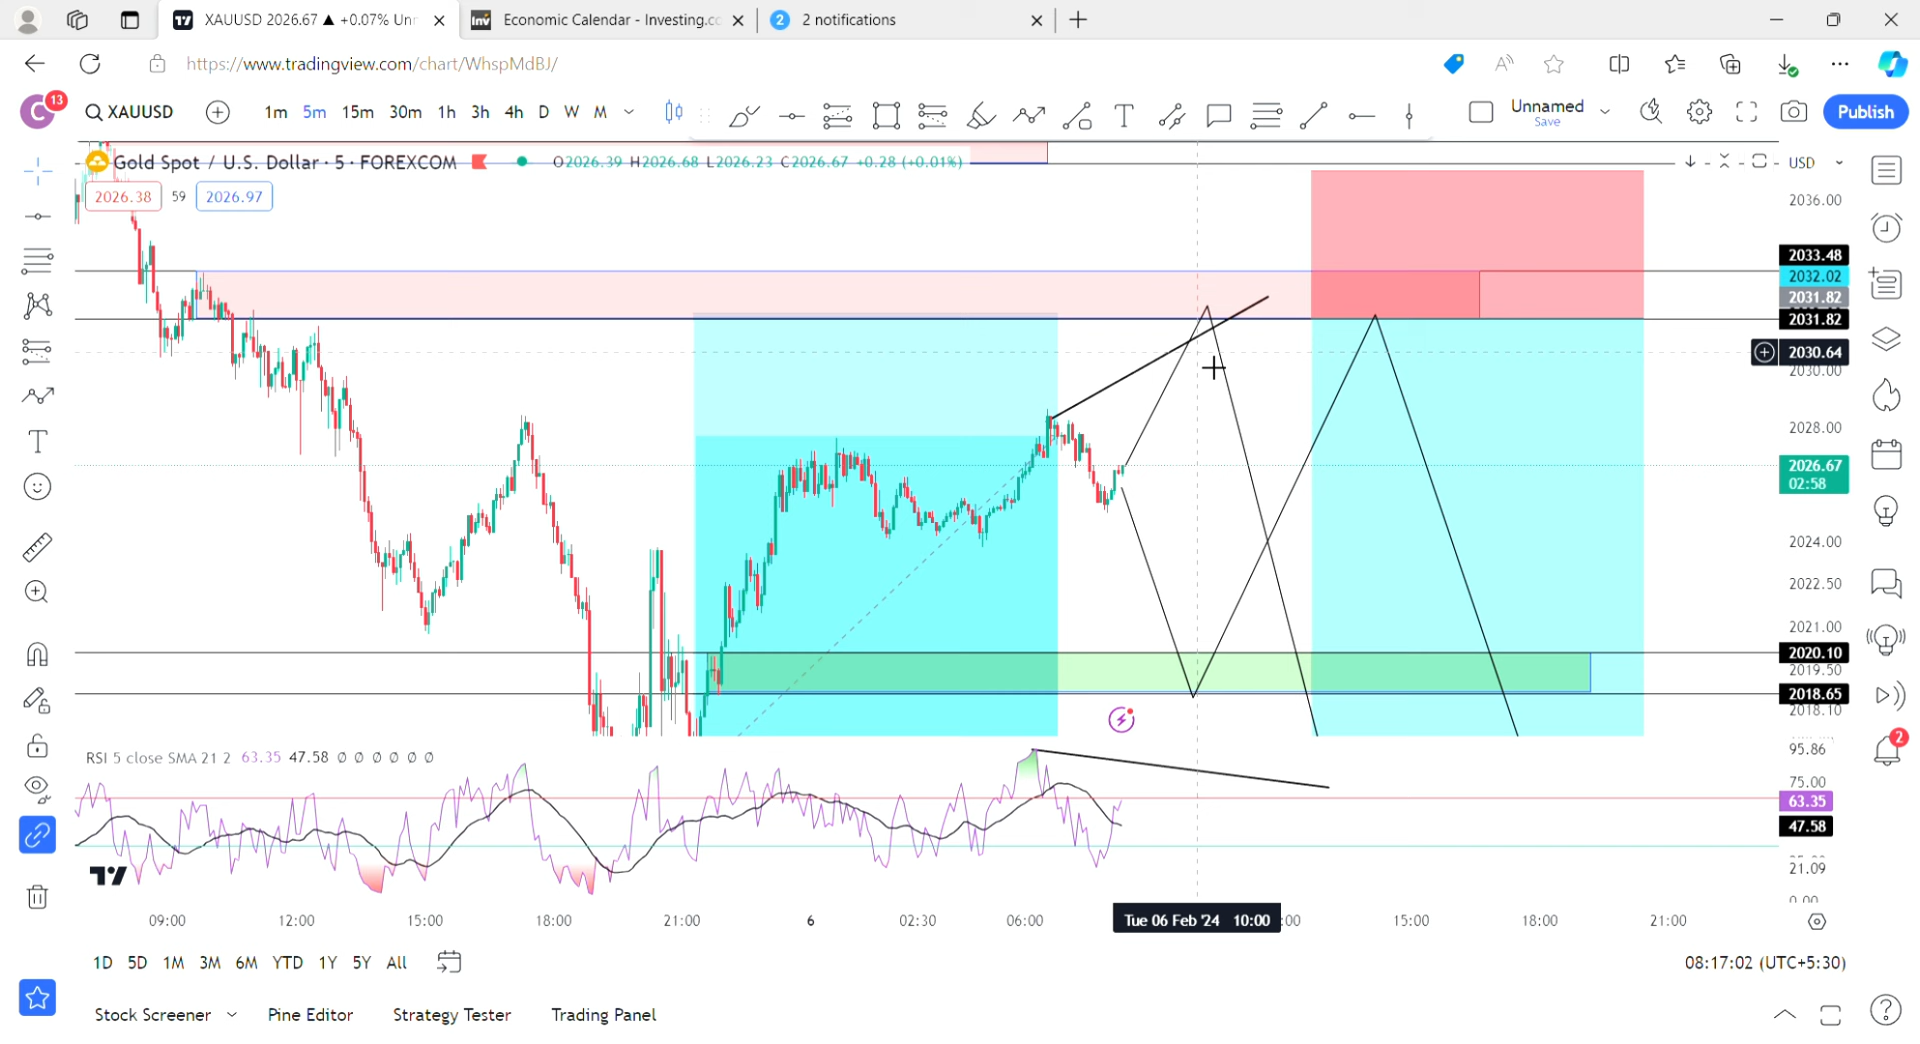 XAUUSD 2026.67 ▲ +0.07% Unn
Economic Calendar - Investing.co
2 2 notifications
https://www.tradingview.com/chart/WhspMdBJ/
C 13 XAUUSD 1m 5m 15m 30m 1h 3h 4h D W M T Unnamed Save Publish
Gold Spot / U.S. Dollar · 5 · FOREXCOM O2026.39 H2026.68 L2026.23 C2026.67 +0.28 (+0.01%) USD
2026.38 59 2026.97
2036.00
2033.48
2032.02
2031.82
2031.82
2030.64
2030.00
2028.00
2026.67
02:58
2024.00
2022.50
2021.00
2020.10
2019.50
2018.65
2018.10
2
RSI 5 close SMA 21 2 63.35 47.58 Ø Ø Ø Ø Ø Ø
95.86
75.00
63.35
47.58
21.09
0.00
09:00 12:00 15:00 18:00 21:00 6 02:30 06:00 Tue 06 Feb '24 10:00 :00 15:00 18:00 21:00
1D 5D 1M 3M 6M YTD 1Y 5Y All 08:17:02 (UTC+5:30)
Stock Screener Pine Editor Strategy Tester Trading Panel